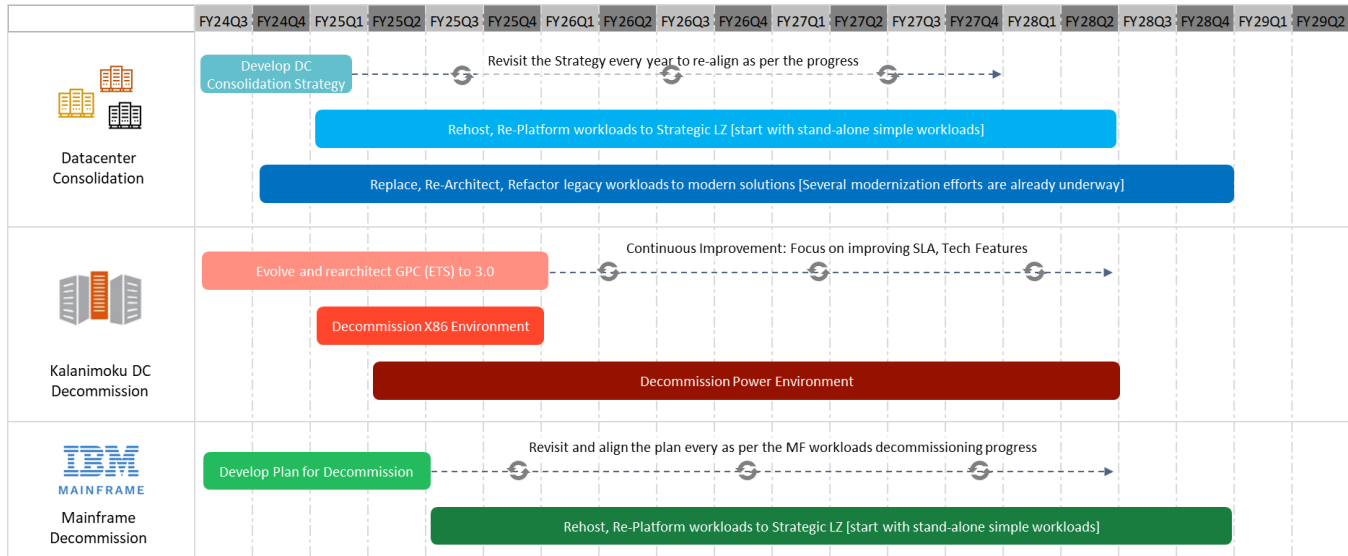 FY24Q3 FY24Q4 FY25Q1 FY25Q2 FY25Q3 FY25Q4 FY26Q1 FY26Q2 FY26Q3 FY26Q4 FY27Q1 FY27Q2 FY27Q3 FY27Q4 FY28Q1 FY28Q2 FY28Q3 FY28Q4 FY29Q1 FY29Q2
Datacenter
Consolidation
Develop DC
Consolidation Strategy
Revisit the Strategy every year to re-align as per the progress
Rehost, Re-Platform workloads to Strategic LZ [start with stand-alone simple workloads]
Replace, Re-Architect, Refactor legacy workloads to modern solutions [Several modernization efforts are already underway]
Kalanimoku DC
Decommission
Evolve and rearchitect GPC (ETS) to 3.0
Continuous Improvement: Focus on improving SLA, Tech Features
Decommission X86 Environment
Decommission Power Environment
IBM
MAINFRAME
Mainframe
Decommission
Develop Plan for Decommission
Revisit and align the plan every as per the MF workloads decommissioning progress
Rehost, Re-Platform workloads to Strategic LZ [start with stand-alone simple workloads]